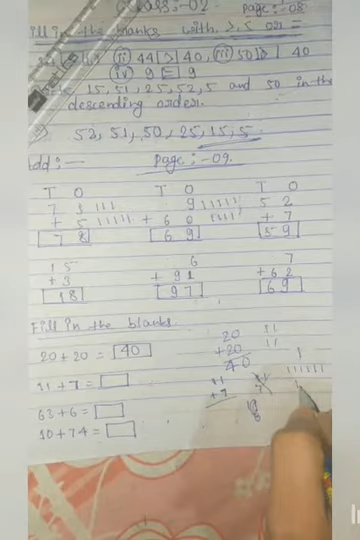 Class:-02 Page:-08
Fill in the blanks with >, < or =
(ii) 44 > 40, (iii) 50 > 40
(iv) 9 = 9
15, 51, 25, 52, 5 and 50 in the
descending order.
52, 51, 50, 25, 15, 5
Add:— Page:-09.
T O T O T O
7 3 9 5 2
+ 5 + 6 0 + 7
7 8 6 9 5 9
15 6 7
+3 + 91 + 62
18 97 69
Fill in the blanks.
20 + 20 = 40
11 + 7 =
63 + 6 =
10 + 74 =
20
+20
40
11
+7